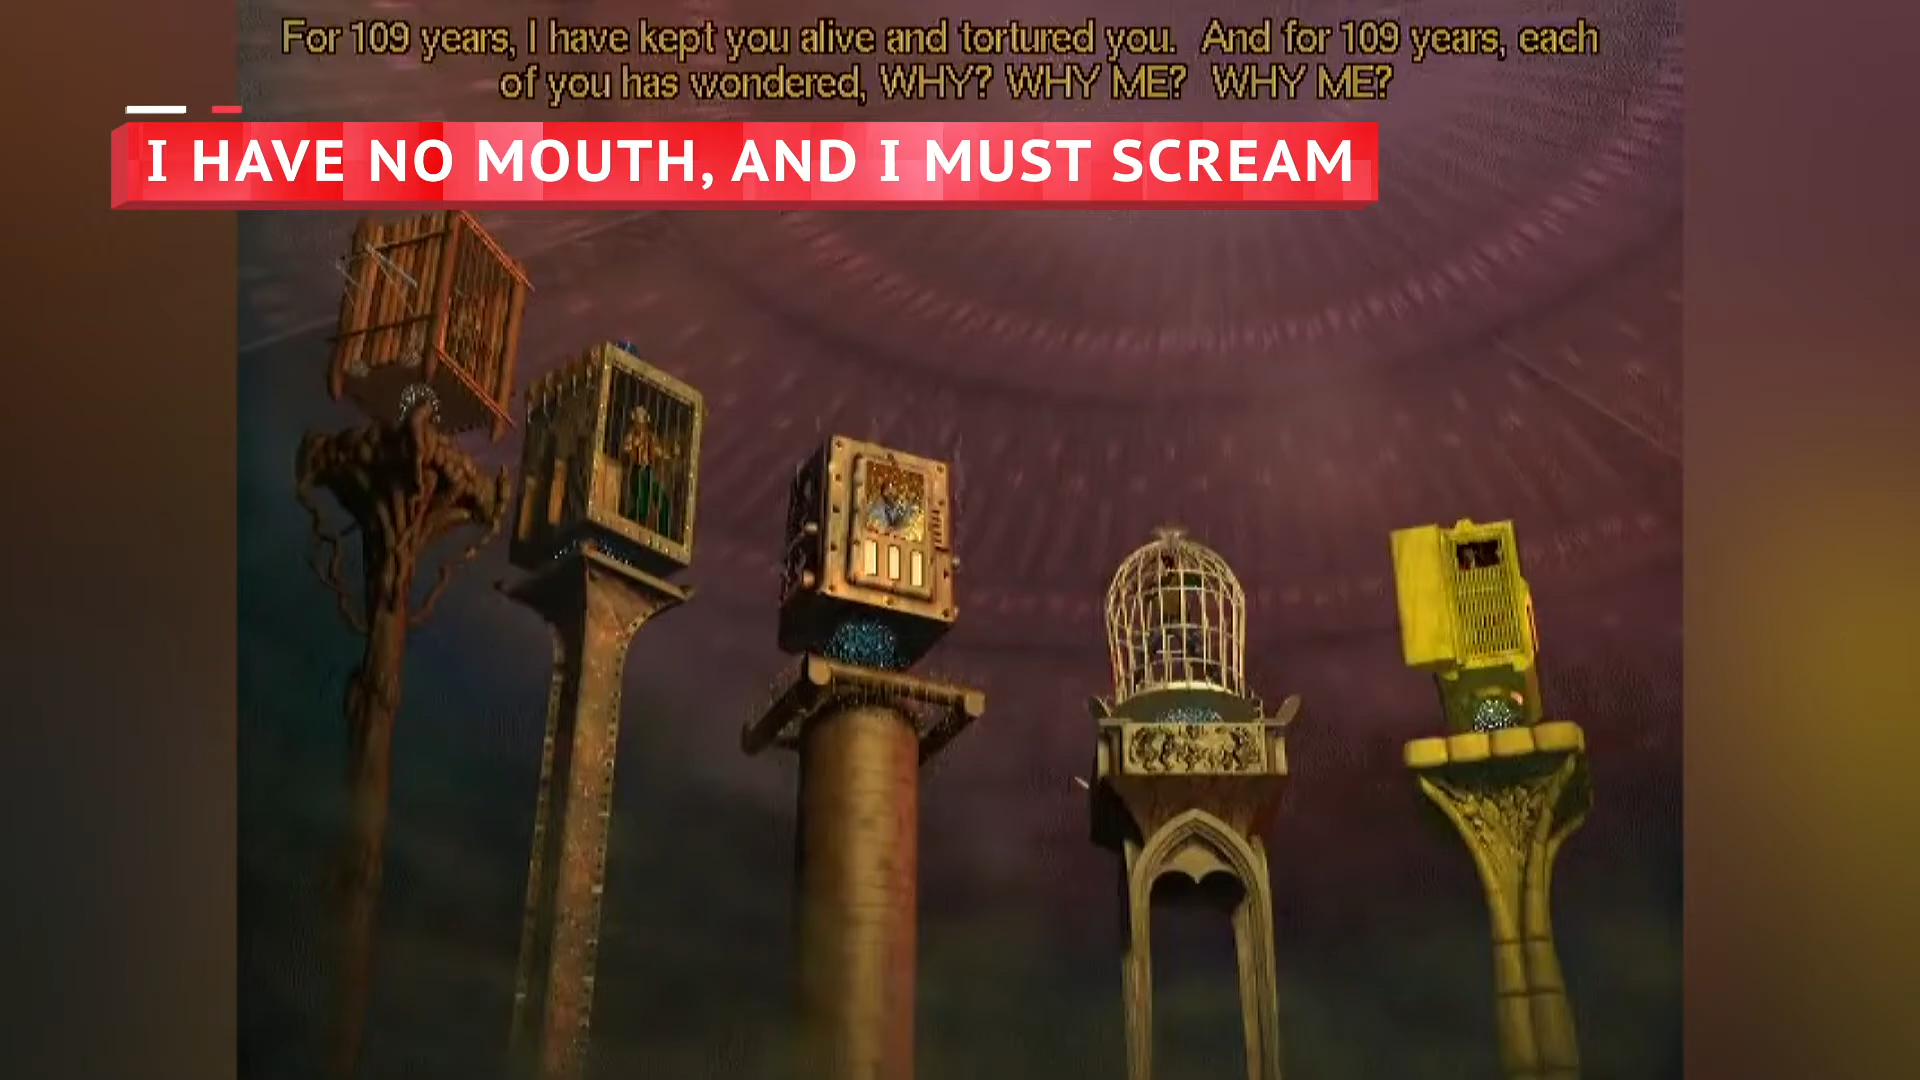 For 109 years, I have kept you alive and tortured you. And for 109 years, each
of you has wondered, WHY? WHY ME? WHY ME?
I HAVE NO MOUTH, AND I MUST SCREAM